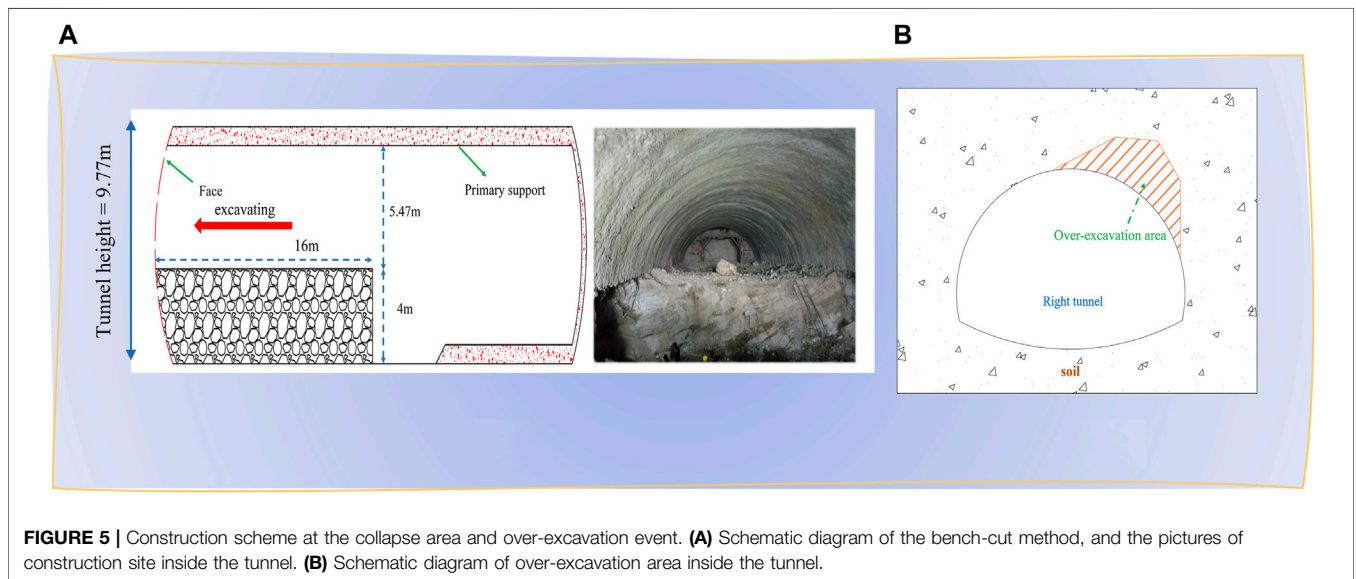 A
B
Tunnel height = 9.77m
Face
excavating
16m
5.47m
4m
Primary support
Over-excavation area
Right tunnel
soil
FIGURE 5 | Construction scheme at the collapse area and over-excavation event. (A) Schematic diagram of the bench-cut method, and the pictures of
construction site inside the tunnel. (B) Schematic diagram of over-excavation area inside the tunnel.